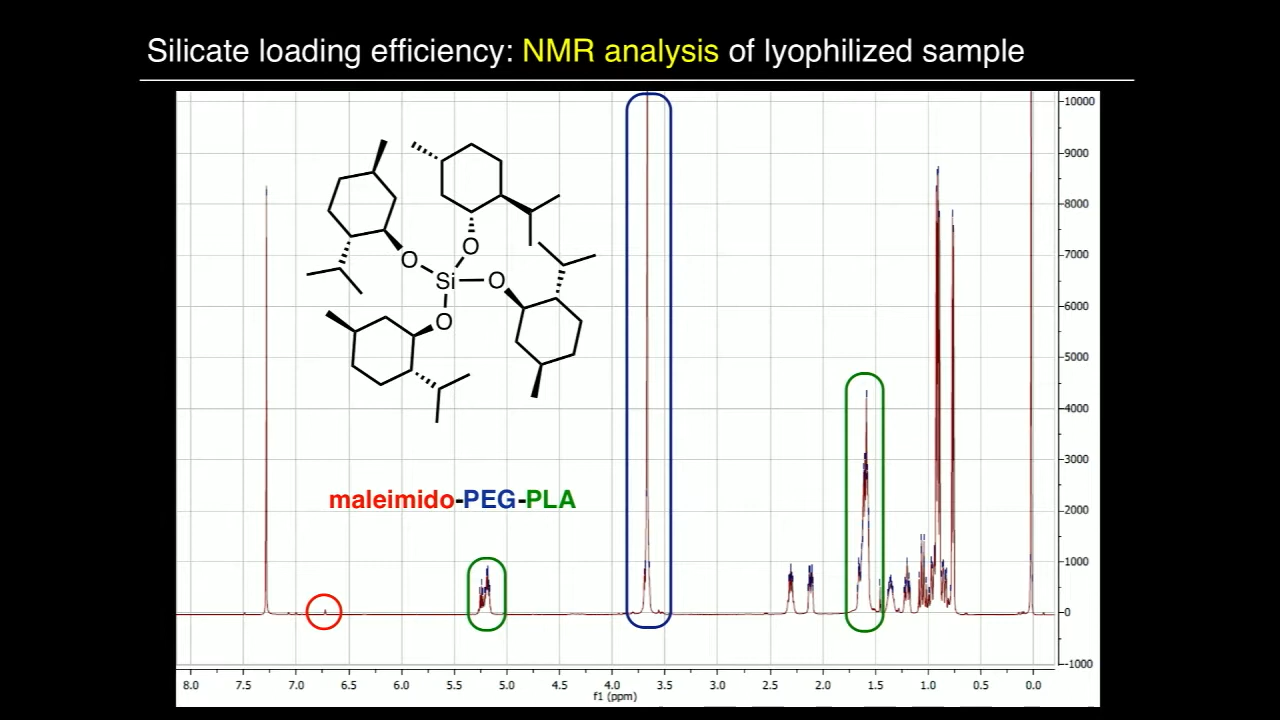 Silicate loading efficiency: NMR analysis of lyophilized sample
10000
9000
8000
7000
6000
5000
4000
3000
2000
1000
0
-1000
O
O
Si
O
O
maleimido-PEG-PLA
8.0 7.5 7.0 6.5 6.0 5.5 5.0 4.5 4.0 3.5 3.0 2.5 2.0 1.5 1.0 0.5 0.0
f1 (ppm)